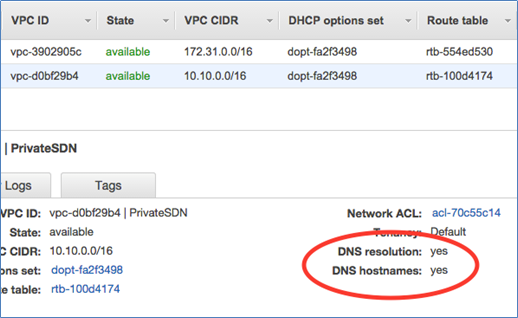 VPC ID State VPC CIDR DHCP options set Route table
vpc-3902905c available 172.31.0.0/16 dopt-fa2f3498 rtb-554ed530
vpc-d0bf29b4 available 10.10.0.0/16 dopt-fa2f3498 rtb-100d4174
| PrivateSDN
Logs Tags
VPC ID: vpc-d0bf29b4 | PrivateSDN Network ACL: acl-70c55c14
State: available Tenancy: Default
C CIDR: 10.10.0.0/16 DNS resolution: yes
ons set: dopt-fa2f3498 DNS hostnames: yes
te table: rtb-100d4174